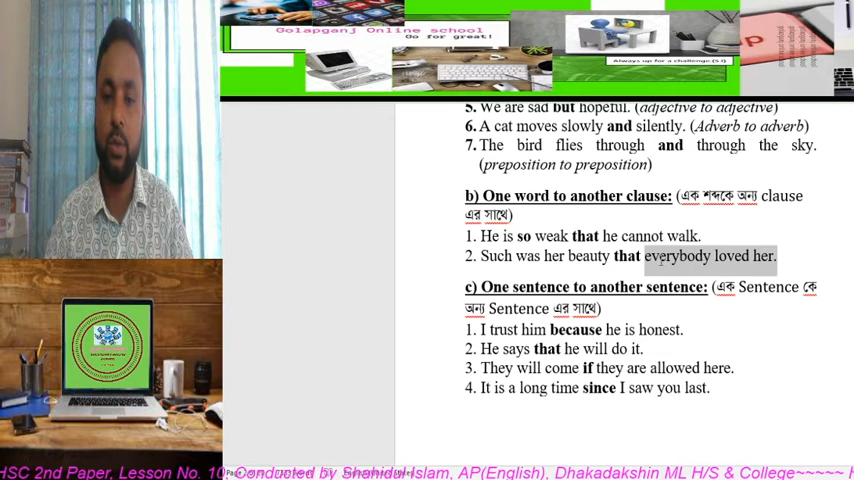 Golapganj Online school
Go for great!
Always up for a challenge.(S.I)
5. We are sad but hopeful. (adjective to adjective)
6. A cat moves slowly and silently. (Adverb to adverb)
7. The bird flies through and through the sky.
(preposition to preposition)
b) One word to another clause: (এক শব্দকে অন্য clause
এর সাথে)
1. He is so weak that he cannot walk.
2. Such was her beauty that everybody loved her.
c) One sentence to another sentence: (এক Sentence কে
অন্য Sentence এর সাথে)
1. I trust him because he is honest.
2. He says that he will do it.
3. They will come if they are allowed here.
4. It is a long time since I saw you last.
HSC 2nd Paper, Lesson No. 10, Conducted by Shahidul Islam, AP(English), Dhakadakshin ML H/S & College~~~~~ H